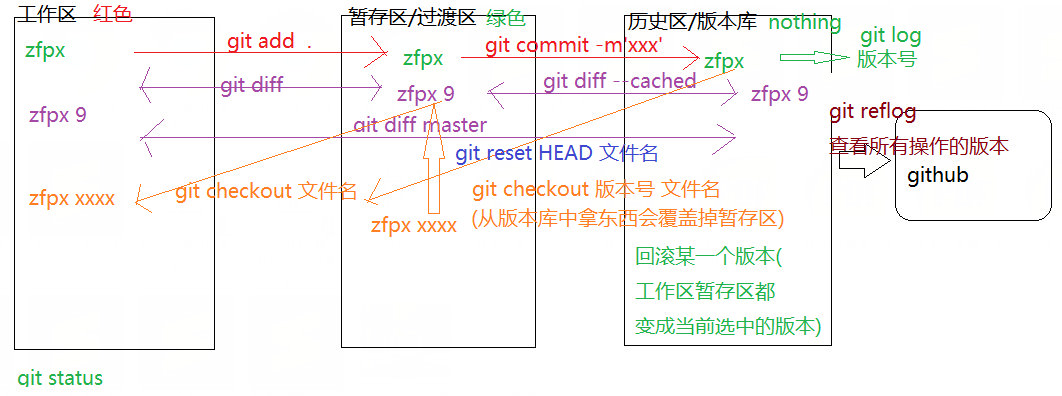 工作区 红色
暂存区/过渡区 绿色
历史区/版本库 nothing
zfpx
git add .
zfpx
git commit -m'xxx'
zfpx
git log
版本号
git diff
zfpx 9
git diff --cached
zfpx 9
zfpx 9
git diff master
git reflog
查看所有操作的版本
git reset HEAD 文件名
github
zfpx xxxx
git checkout 文件名
git checkout 版本号 文件名
(从版本库中拿东西会覆盖掉暂存区)
zfpx xxxx
回滚某一个版本(
工作区暂存区都
变成当前选中的版本)
git status